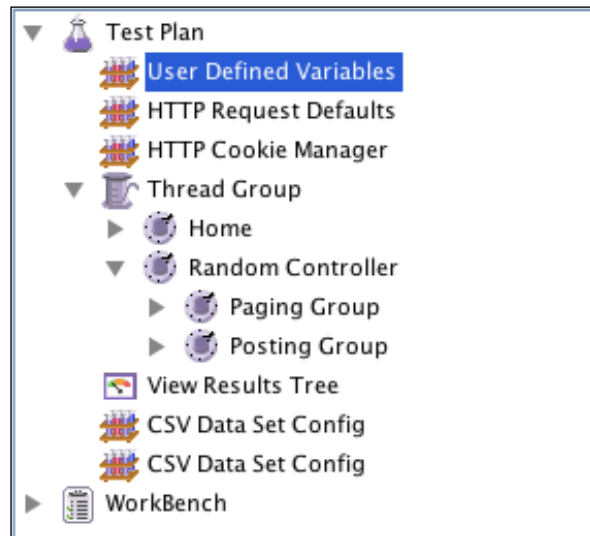 Test Plan
User Defined Variables
HTTP Request Defaults
HTTP Cookie Manager
Thread Group
Home
Random Controller
Paging Group
Posting Group
View Results Tree
CSV Data Set Config
CSV Data Set Config
WorkBench